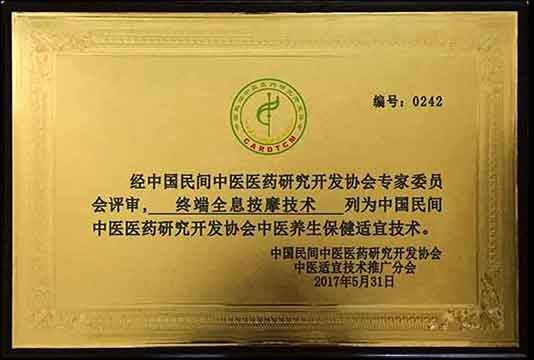 CARDTCM
编号：0242
经中国民间中医医药研究开发协会专家委员
会评审，终端全息按摩技术 列为中国民间
中医医药研究开发协会中医养生保健适宜技术。
中国民间中医医药研究开发协会
中医适宜技术推广分会
2017年5月31日